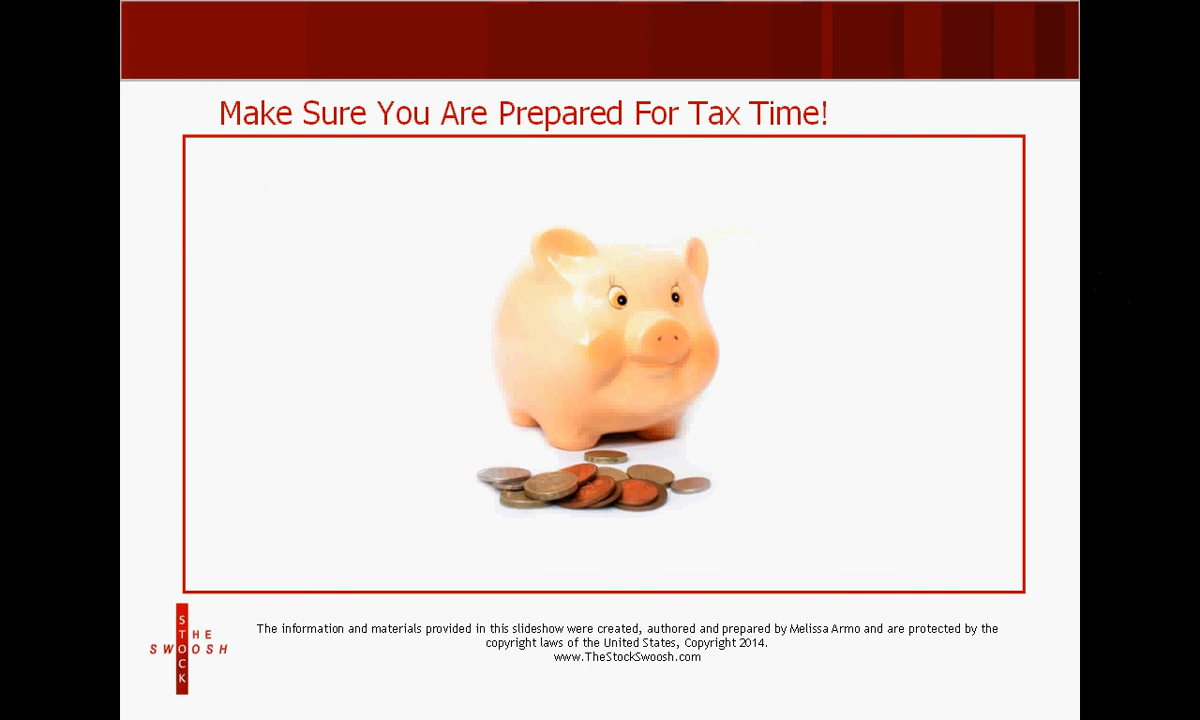 Make Sure You Are Prepared For Tax Time!
THE
STOCK
SWOOSH
The information and materials provided in this slideshow were created, authored and prepared by Melissa Armo and are protected by the
copyright laws of the United States, Copyright 2014.
www.TheStockSwoosh.com